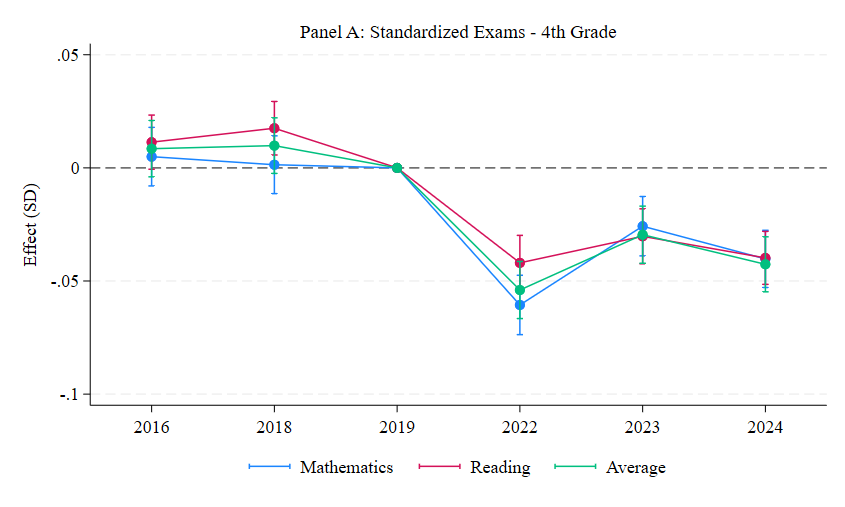 Panel A: Standardized Exams - 4th Grade
.05
0
-.05
-.1
Effect (SD)
2016 2018 2019 2022 2023 2024
Mathematics Reading Average